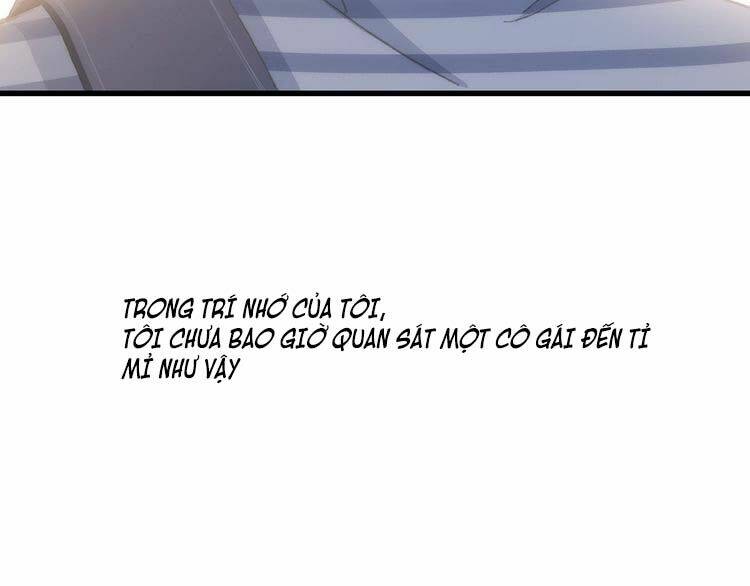 TRONG TRÍ NHỚ CỦA TÔI,
TÔI CHƯA BAO GIỜ QUAN SÁT MỘT CÔ GÁI ĐẾN TỈ
MỈ NHƯ VẬY